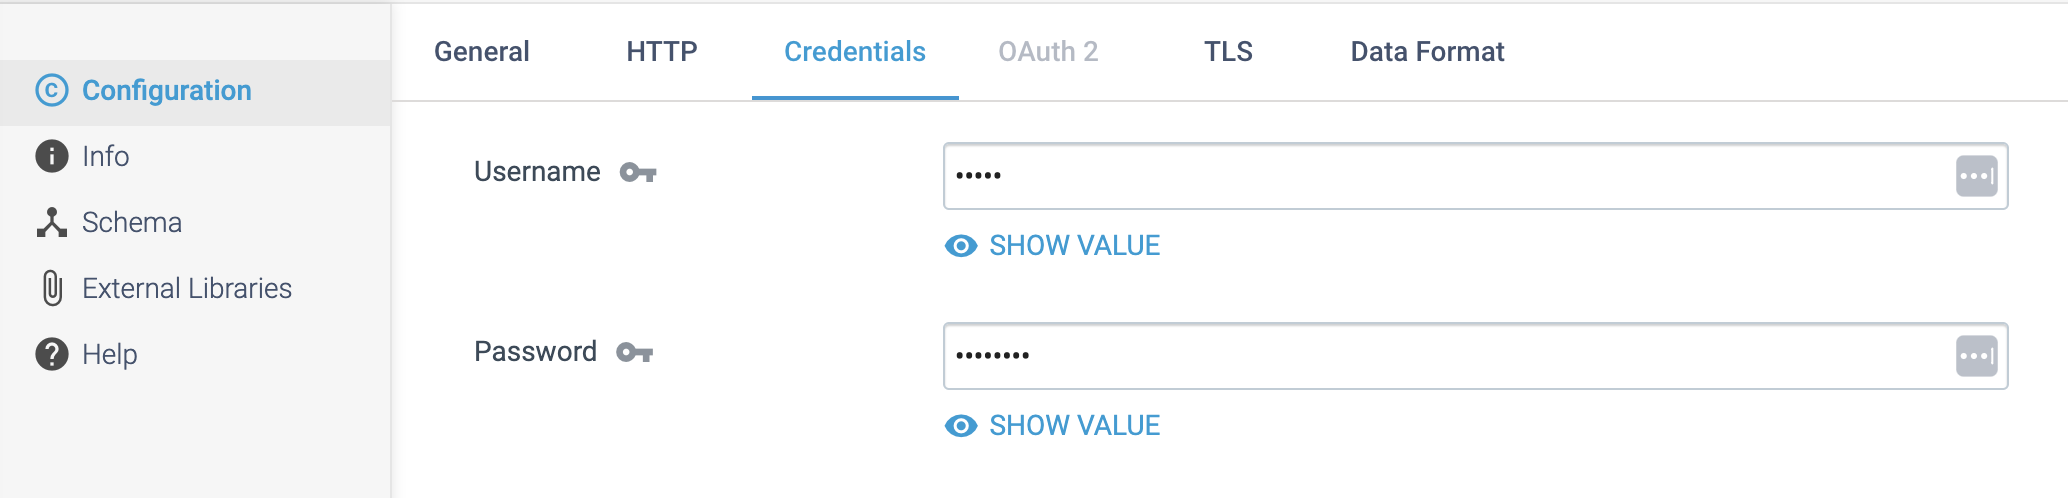 General
HTTP
Credentials
OAuth 2
TLS
Data Format
Configuration
Info
Schema
External Libraries
Help
Username
•••••
SHOW VALUE
Password
••••••••
SHOW VALUE